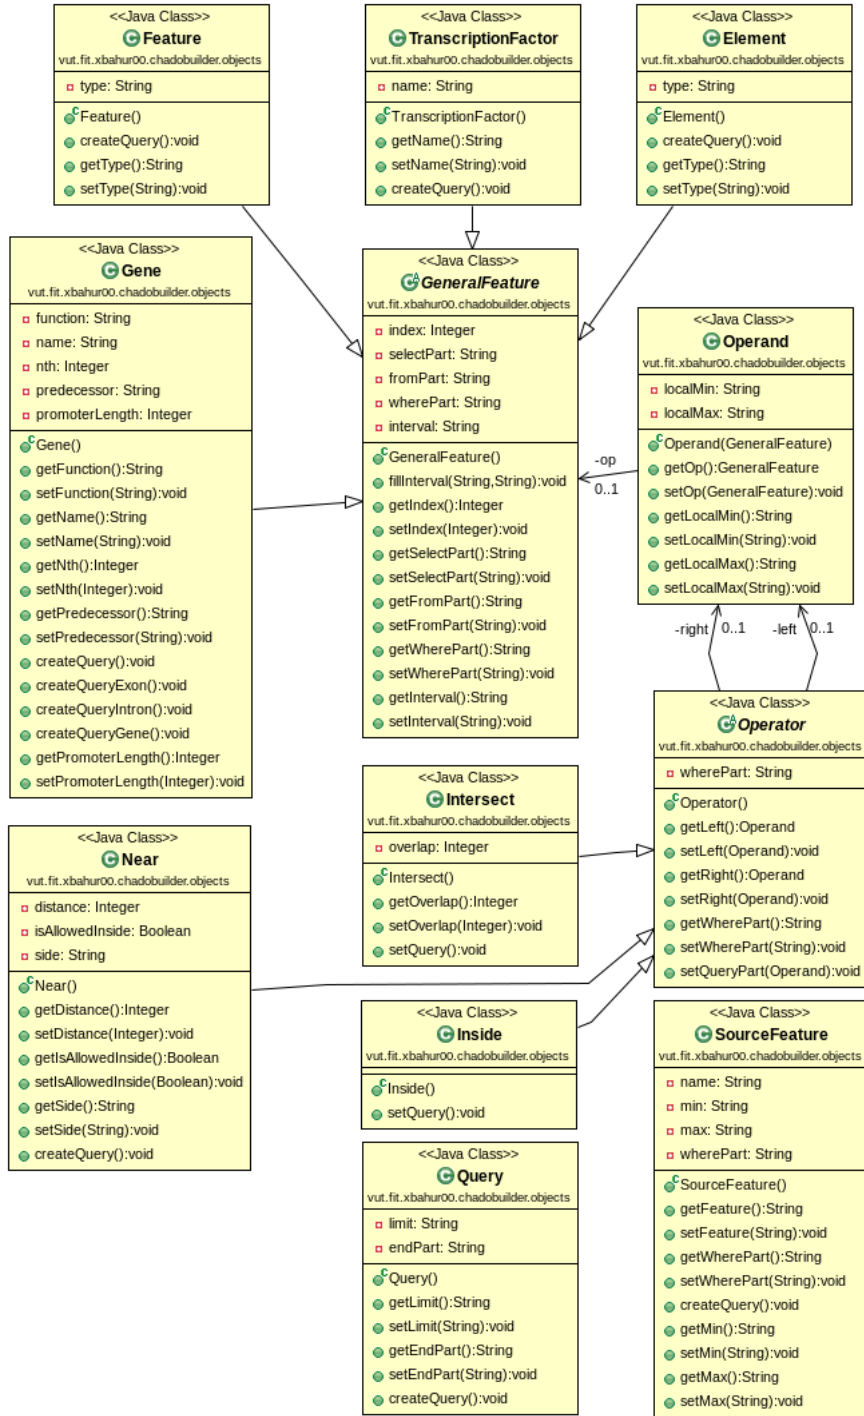 <<Java Class>>
Feature
vut.fit.xbahur00.chadobuilder.objects
type: String
Feature()
createQuery():void
getType():String
setType(String):void
<<Java Class>>
TranscriptionFactor
vut.fit.xbahur00.chadobuilder.objects
name: String
TranscriptionFactor()
getName():String
setName(String):void
createQuery():void
<<Java Class>>
Element
vut.fit.xbahur00.chadobuilder.objects
type: String
Element()
createQuery():void
getType():String
setType(String):void
<<Java Class>>
Gene
vut.fit.xbahur00.chadobuilder.objects
function: String
name: String
nth: Integer
predecessor: String
promoterLength: Integer
Gene()
getFunction():String
setFunction(String):void
getName():String
setName(String):void
getNth():Integer
setNth(Integer):void
getPredecessor():String
setPredecessor(String):void
createQuery():void
createQueryExon():void
createQueryIntron():void
createQueryGene():void
getPromoterLength():Integer
setPromoterLength(Integer):void
<<Java Class>>
GeneralFeature
vut.fit.xbahur00.chadobuilder.objects
index: Integer
selectPart: String
fromPart: String
wherePart: String
interval: String
GeneralFeature()
fillInterval(String,String):void
getIndex():Integer
setIndex(Integer):void
getSelectPart():String
setSelectPart(String):void
getFromPart():String
setFromPart(String):void
getWherePart():String
setWherePart(String):void
getInterval():String
setInterval(String):void
-op
0..1
<<Java Class>>
Operand
vut.fit.xbahur00.chadobuilder.objects
localMin: String
localMax: String
Operand(GeneralFeature)
getOp():GeneralFeature
setOp(GeneralFeature):void
getLocalMin():String
setLocalMin(String):void
getLocalMax():String
setLocalMax(String):void
-right 0..1 -left 0..1
<<Java Class>>
Operator
vut.fit.xbahur00.chadobuilder.objects
wherePart: String
Operator()
getLeft():Operand
setLeft(Operand):void
getRight():Operand
setRight(Operand):void
getWherePart():String
setWherePart(String):void
setQueryPart(Operand):void
<<Java Class>>
Intersect
vut.fit.xbahur00.chadobuilder.objects
overlap: Integer
Intersect()
getOverlap():Integer
setOverlap(Integer):void
setQuery():void
<<Java Class>>
Near
vut.fit.xbahur00.chadobuilder.objects
distance: Integer
isAllowedInside: Boolean
side: String
Near()
getDistance():Integer
setDistance(Integer):void
getIsAllowedInside():Boolean
setIsAllowedInside(Boolean):void
getSide():String
setSide(String):void
createQuery():void
<<Java Class>>
Inside
vut.fit.xbahur00.chadobuilder.objects
Inside()
setQuery():void
<<Java Class>>
SourceFeature
vut.fit.xbahur00.chadobuilder.objects
name: String
min: String
max: String
wherePart: String
SourceFeature()
getFeature():String
setFeature(String):void
getWherePart():String
setWherePart(String):void
createQuery():void
getMin():String
setMin(String):void
getMax():String
setMax(String):void
<<Java Class>>
Query
vut.fit.xbahur00.chadobuilder.objects
limit: String
endPart: String
Query()
getLimit():String
setLimit(String):void
getEndPart():String
setEndPart(String):void
createQuery():void